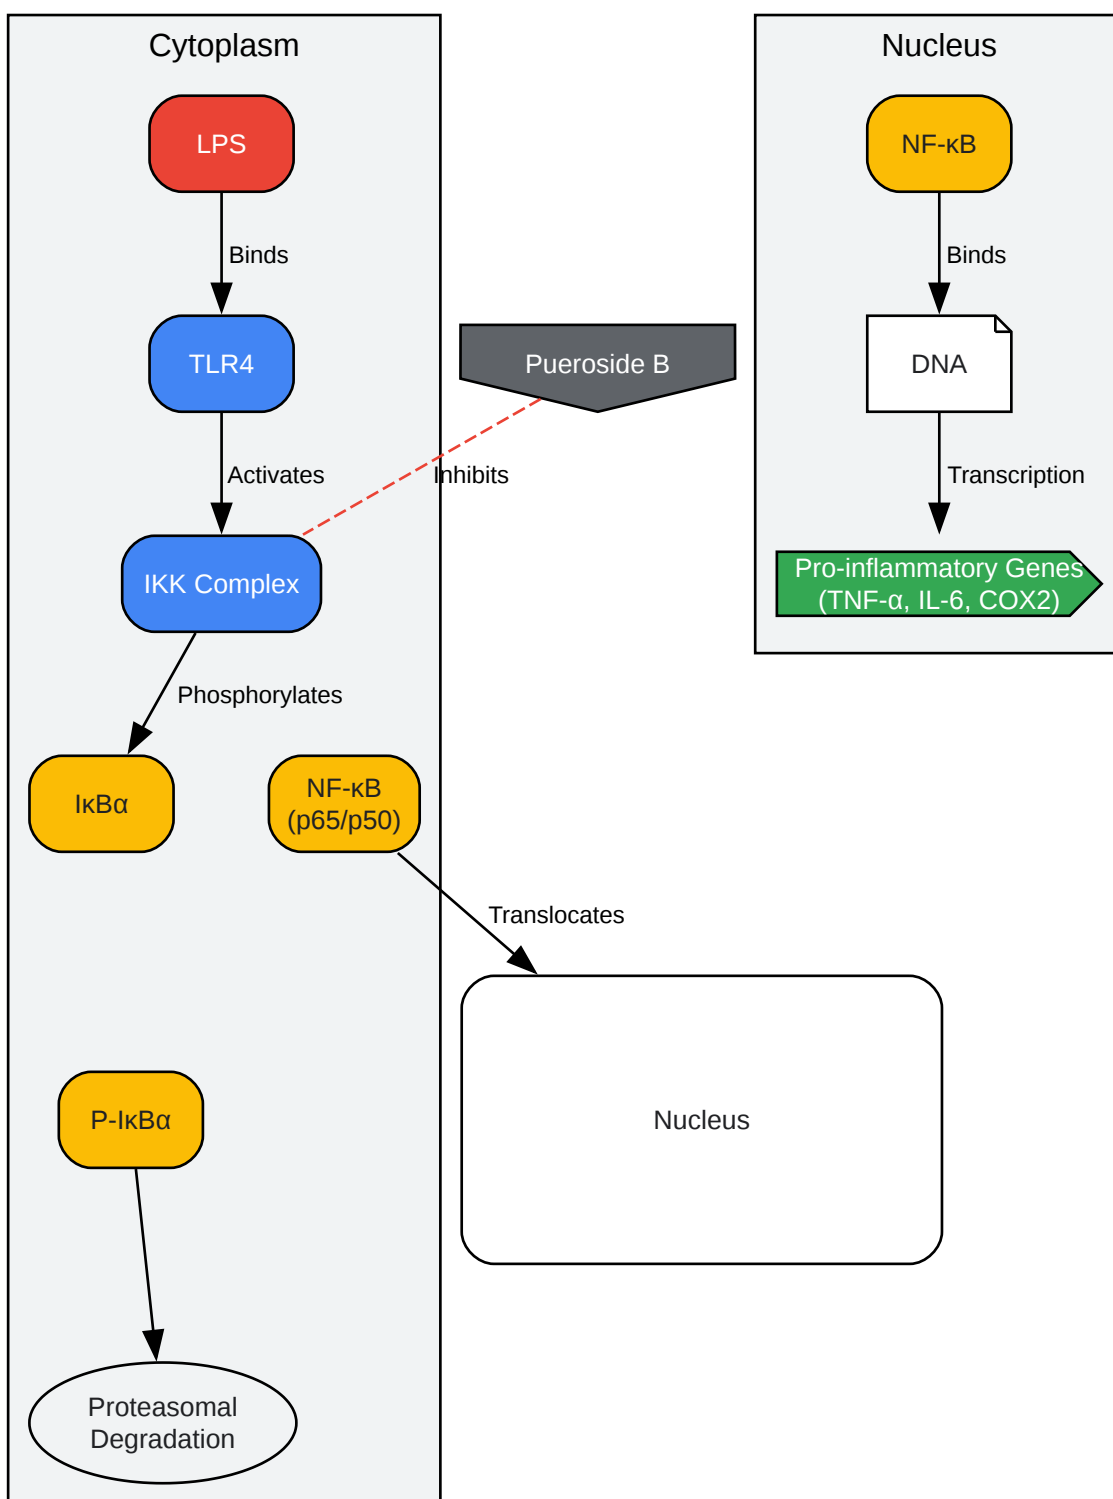 Cytoplasm
Nucleus
LPS
NF-κB
Binds
Binds
TLR4
Pueroside B
DNA
Activates
Inhibits
Transcription
IKK Complex
Pro-inflammatory Genes
(TNF-α, IL-6, COX2)
Phosphorylates
IκBα
NF-κB
(p65/p50)
Translocates
P-IκBα
Nucleus
Proteasomal
Degradation